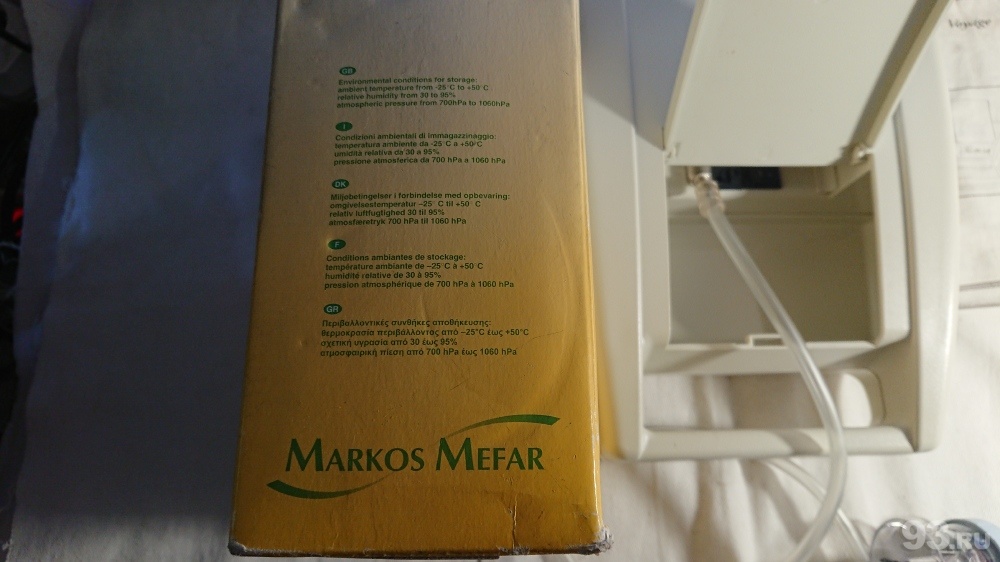 GB
Environmental conditions for storage:
ambient temperature from -25°C to +50°C
relative humidity from 30 to 95%
atmospheric pressure from 700hPa to 1060hPa
I
Condizioni ambientali di immagazzinaggio:
temperatura ambiente da -25°C a +50°C
umidità relativa da 30 a 95%
pressione atmosferica da 700 hPa a 1060 hPa
DK
Miljøbetingelser i forbindelse med opbevaring:
omgivelsestemperatur –25° C til +50° C
relativ luftfugtighed 30 til 95%
atmosfæretryk 700 hPa til 1060 hPa
F
Conditions ambiantes de stockage:
température ambiante de –25°C à +50°C
humidité relative de 30 à 95%
pression atmosphérique de 700 hPa à 1060 hPa
GR
Περιβαλλοντικές συνθήκες αποθήκευσης:
θερμοκρασία περιβάλλοντος από –25°C έως +50°C
σχετική υγρασία από 30 έως 95%
ατμοσφαιρική πίεση από 700 hPa έως 1060 hPa
MARKOS MEFAR
Voyage
93.RU